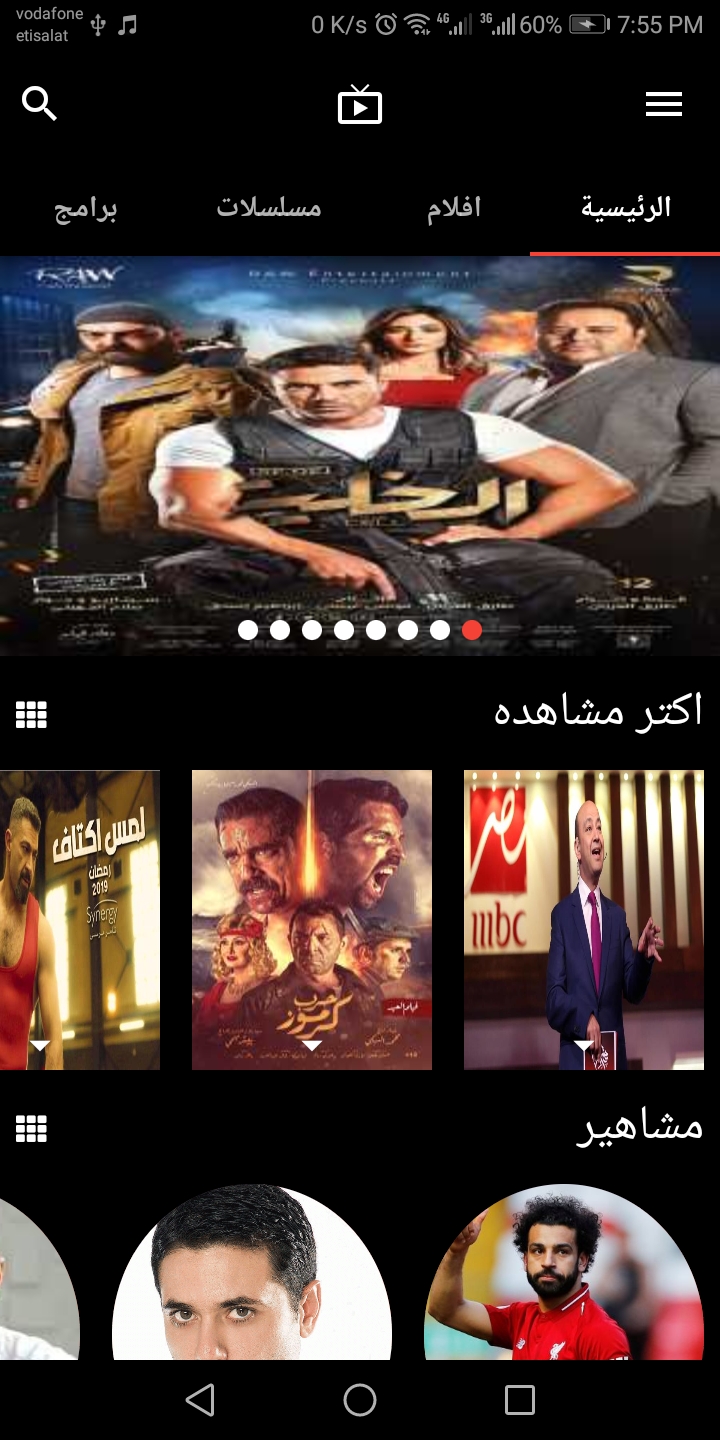 vodafone
etisalat
0 K/s 4G 3G 60% 7:55 PM
الرئيسية
افلام
مسلسلات
برامج
الخلية
12
اكتر مشاهده
مصر
mbc
حرب
كرموز
لمس اكتاف
رمضان
2019
Synergy
مشاهير